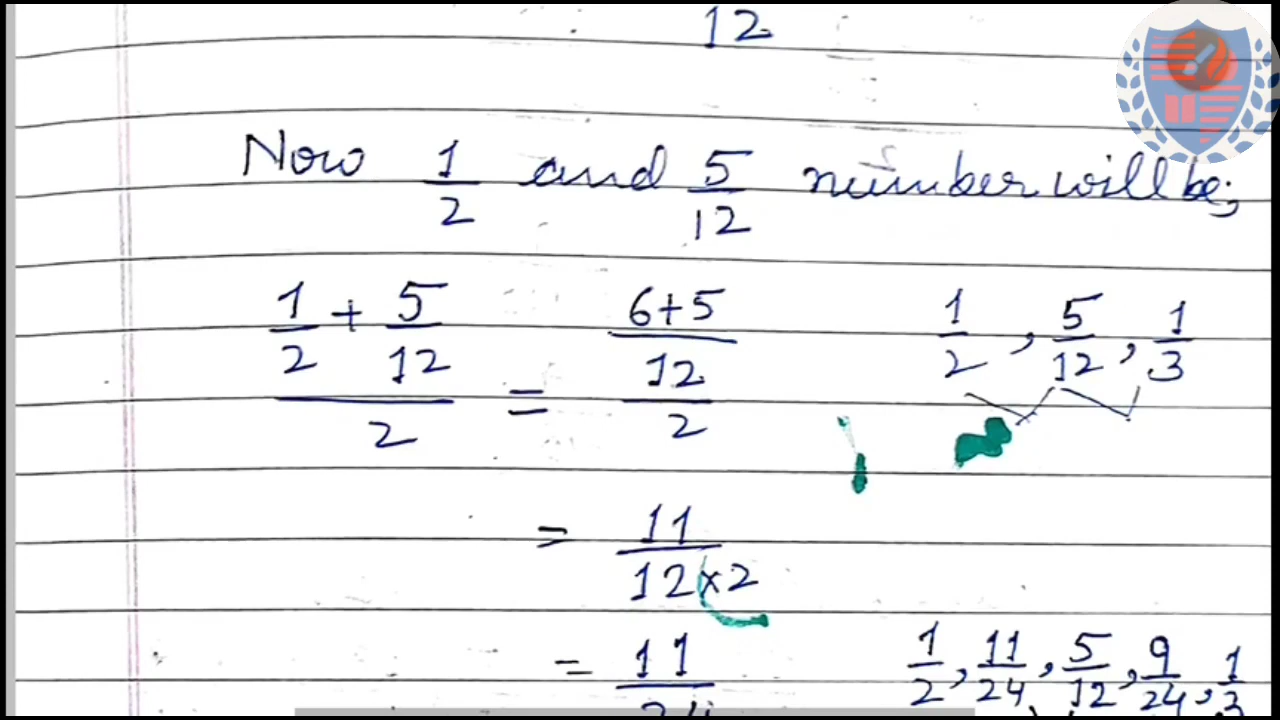 12
Now 1/2 and 5/12 number will be;
(1/2 + 5/12)/2 = ((6+5)/12)/2
1/2, 5/12, 1/3
= 11/(12×2)
= 11/24
1/2, 11/24, 5/12, 9/24, 1/3